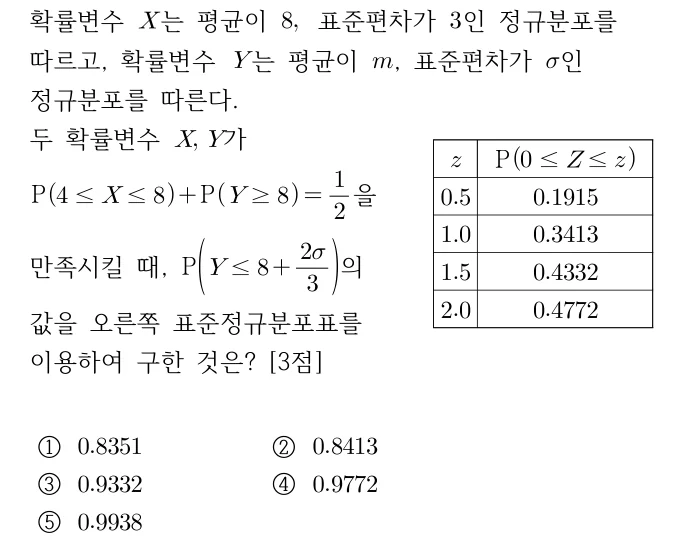 확률변수 X는 평균이 8, 표준편차가 3인 정규분포를
따르고, 확률변수 Y는 평균이 m, 표준편차가 σ인
정규분포를 따른다.
두 확률변수 X, Y가
P(4 ≤ X ≤ 8)+P(Y ≥ 8)=1/2을
만족시킬 때, P(Y ≤ 8+2σ/3)의
값을 오른쪽 표준정규분포표를
이용하여 구한 것은? [3점]
z P(0 ≤ Z ≤ z)
0.5 0.1915
1.0 0.3413
1.5 0.4332
2.0 0.4772
① 0.8351 ② 0.8413
③ 0.9332 ④ 0.9772
⑤ 0.9938